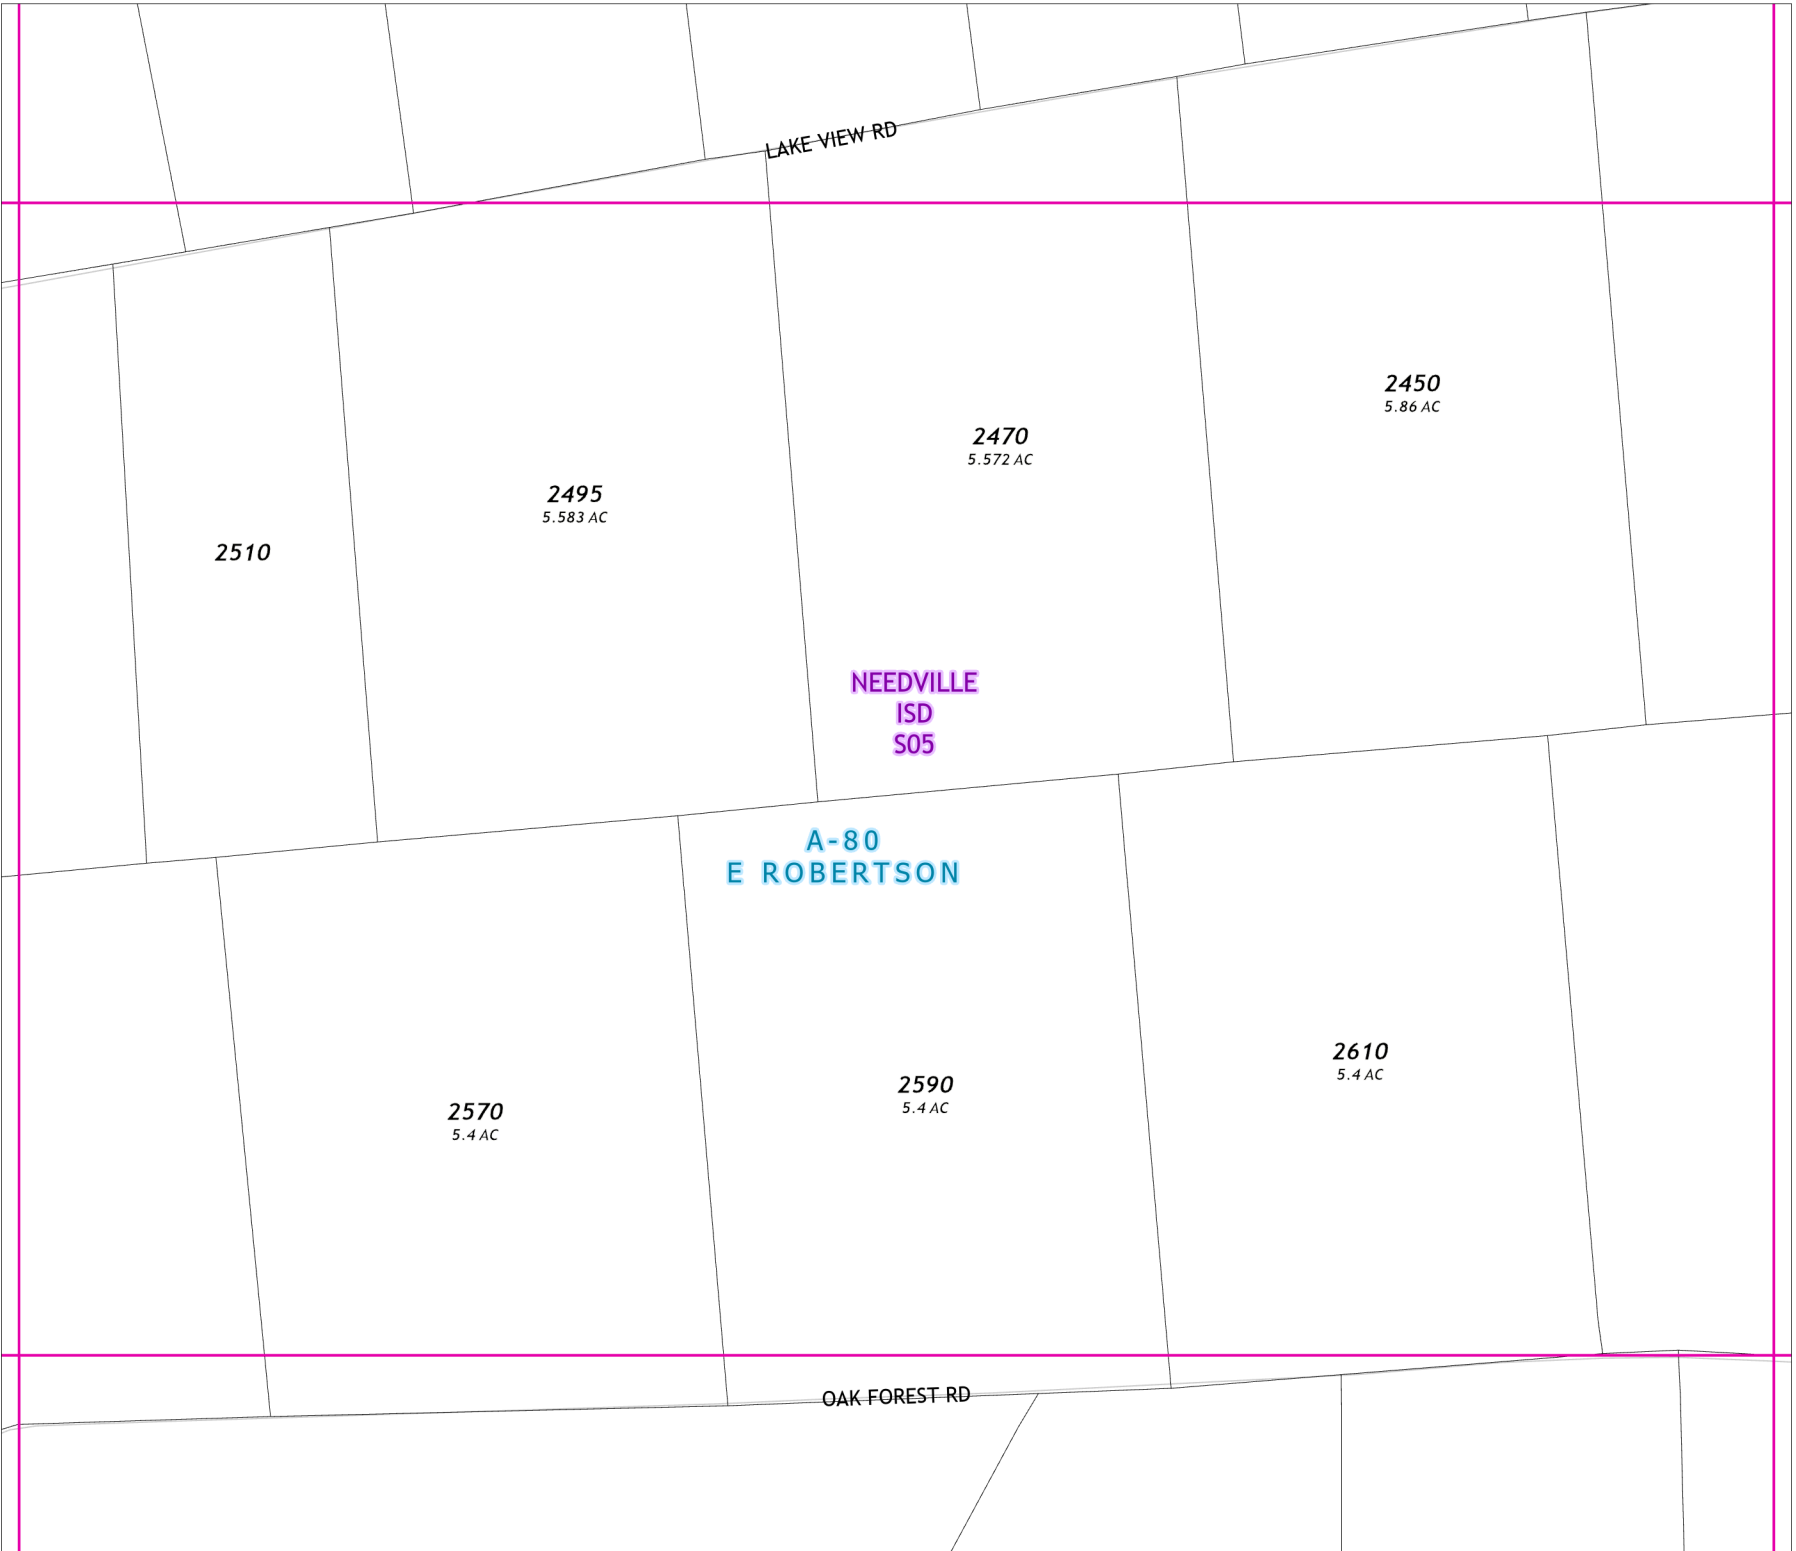 LAKE VIEW RD
2450
5.86 AC
2470
5.572 AC
2495
5.583 AC
2510
NEEDVILLE
ISD
S05
A-80
E ROBERTSON
2610
5.4 AC
2590
5.4 AC
2570
5.4 AC
OAK FOREST RD